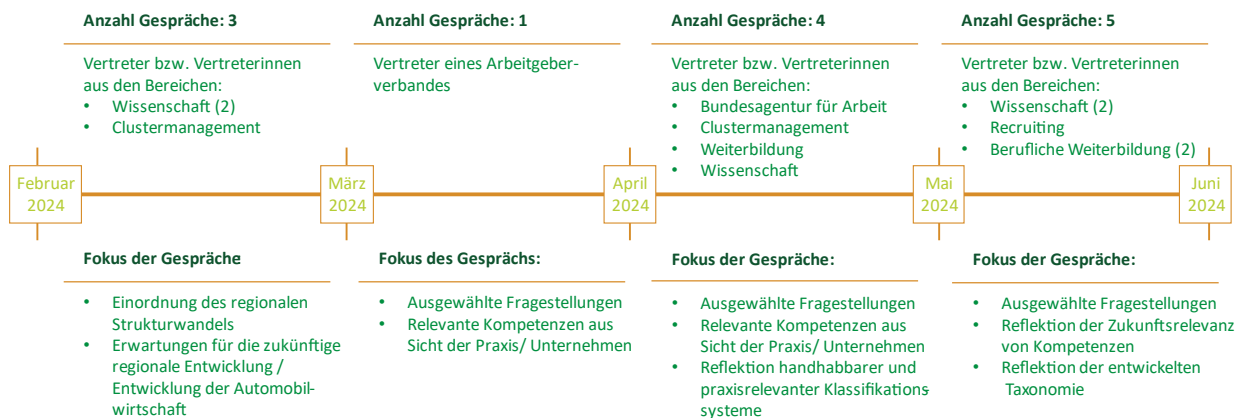 Anzahl Gespräche: 3
Vertreter bzw. Vertreterinnen
aus den Bereichen:
• Wissenschaft (2)
• Clustermanagement
Anzahl Gespräche: 1
Vertreter eines Arbeitgeber-
verbandes
Anzahl Gespräche: 4
Vertreter bzw. Vertreterinnen
aus den Bereichen:
• Bundesagentur für Arbeit
• Clustermanagement
• Weiterbildung
• Wissenschaft
Anzahl Gespräche: 5
Vertreter bzw. Vertreterinnen
aus den Bereichen:
• Wissenschaft (2)
• Recruiting
• Berufliche Weiterbildung (2)
Februar
2024
März
2024
April
2024
Mai
2024
Juni
2024
Fokus der Gespräche
• Einordnung des regionalen
Strukturwandels
• Erwartungen für die zukünftige
regionale Entwicklung /
Entwicklung der Automobil-
wirtschaft
Fokus des Gesprächs:
• Ausgewählte Fragestellungen
• Relevante Kompetenzen aus
Sicht der Praxis/ Unternehmen
Fokus der Gespräche:
• Ausgewählte Fragestellungen
• Relevante Kompetenzen aus
Sicht der Praxis/ Unternehmen
• Reflektion handhabbarer und
praxisrelevanter Klassifikations-
systeme
Fokus der Gespräche:
• Ausgewählte Fragestellungen
• Reflektion der Zukunftsrelevanz
von Kompetenzen
• Reflektion der entwickelten
Taxonomie